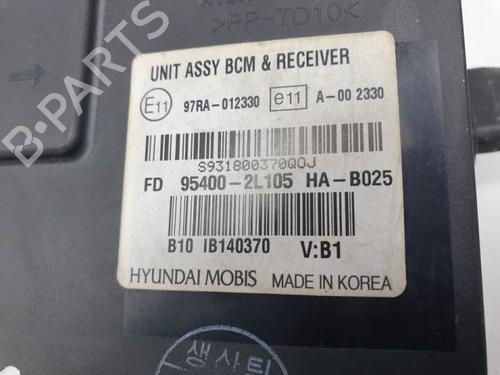 >PP-TD10<
UNIT ASSY BCM & RECEIVER
E11 97RA-012330 e11 A-00 2330
S931800370QOJ
FD 95400-2L105 HA-B025
B10 IB140370 V:B1
HYUNDAI MOBIS MADE IN KOREA
B-PARTS